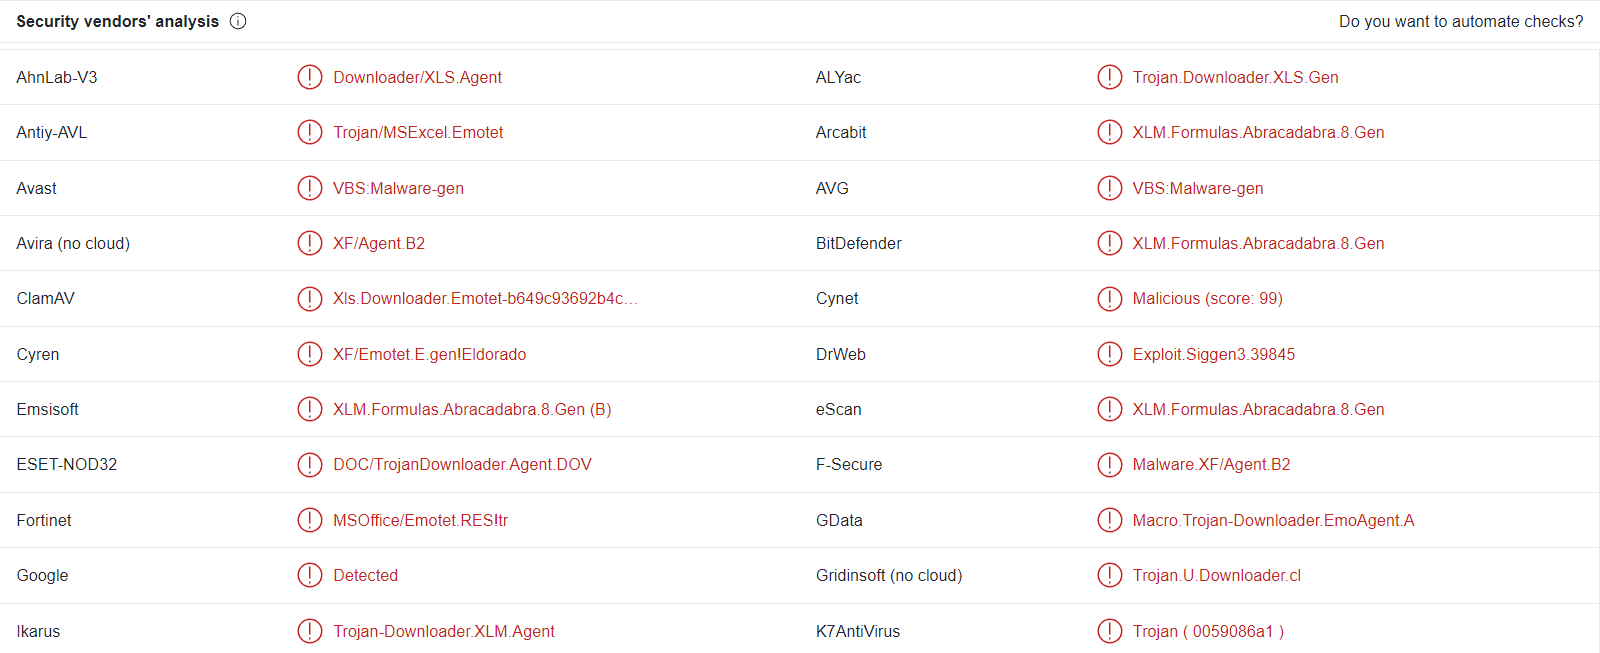 Security vendors' analysis Do you want to automate checks?
AhnLab-V3 Downloader/XLS.Agent ALYac Trojan.Downloader.XLS.Gen
Antiy-AVL Trojan/MSExcel.Emotet Arcabit XLM.Formulas.Abracadabra.8.Gen
Avast VBS:Malware-gen AVG VBS:Malware-gen
Avira (no cloud) XF/Agent.B2 BitDefender XLM.Formulas.Abracadabra.8.Gen
ClamAV Xls.Downloader.Emotet-b649c93692b4c... Cynet Malicious (score: 99)
Cyren XF/Emotet.E.gen!Eldorado DrWeb Exploit.Siggen3.39845
Emsisoft XLM.Formulas.Abracadabra.8.Gen (B) eScan XLM.Formulas.Abracadabra.8.Gen
ESET-NOD32 DOC/TrojanDownloader.Agent.DOV F-Secure Malware.XF/Agent.B2
Fortinet MSOffice/Emotet.RES!tr GData Macro.Trojan-Downloader.EmoAgent.A
Google Detected Gridinsoft (no cloud) Trojan.U.Downloader.cl
Ikarus Trojan-Downloader.XLM.Agent K7AntiVirus Trojan ( 0059086a1 )